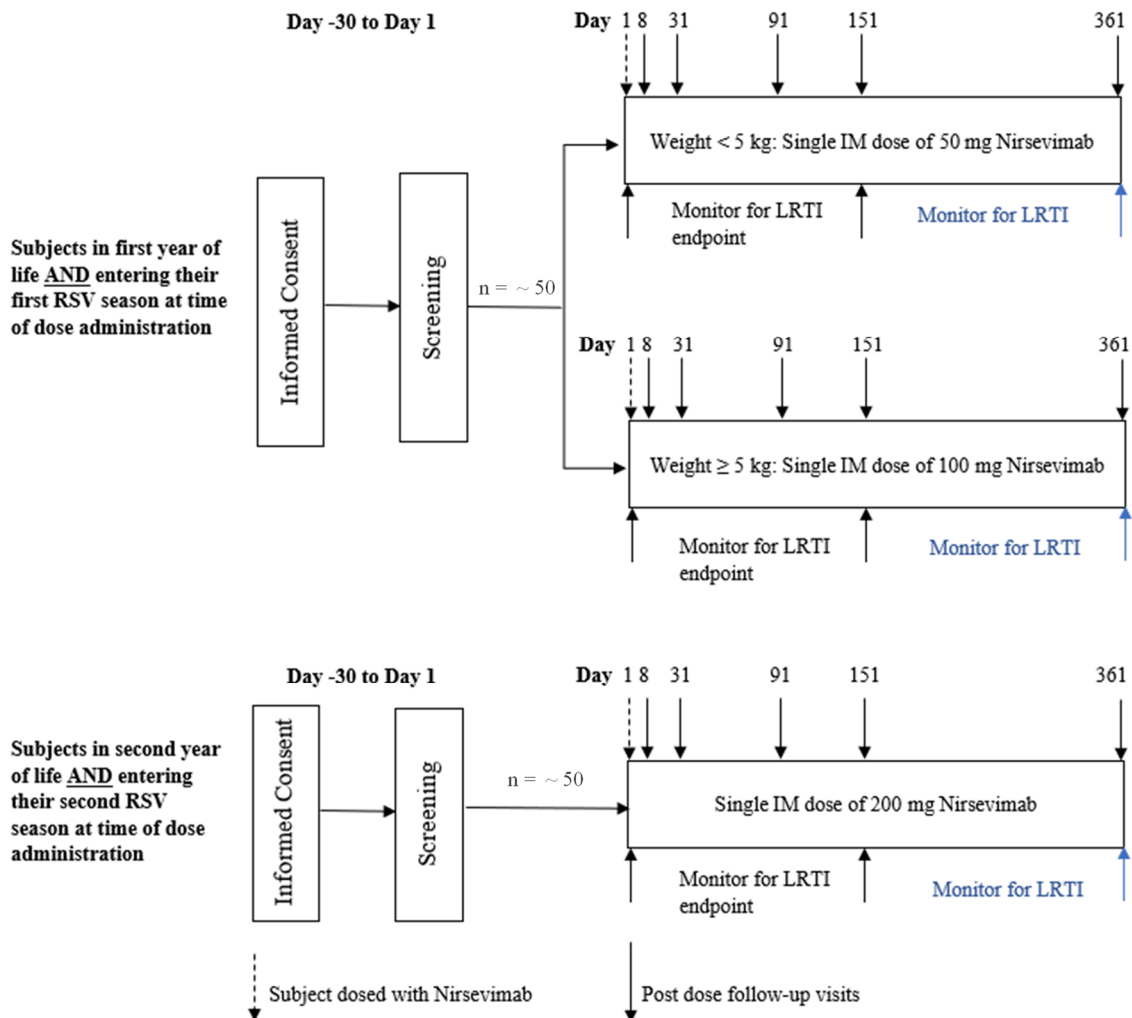 Day -30 to Day 1
Day 1 8 31 91 151 361
Weight < 5 kg: Single IM dose of 50 mg Nirsevimab
Monitor for LRTI
endpoint
Monitor for LRTI
Subjects in first year of
life AND entering their
first RSV season at time
of dose administration
Informed Consent
Screening
n = ~ 50
Day 1 8 31 91 151 361
Weight ≥ 5 kg: Single IM dose of 100 mg Nirsevimab
Monitor for LRTI
endpoint
Monitor for LRTI
Day -30 to Day 1
Day 1 8 31 91 151 361
Subjects in second year
of life AND entering
their second RSV
season at time of dose
administration
Informed Consent
Screening
n = ~ 50
Single IM dose of 200 mg Nirsevimab
Monitor for LRTI
endpoint
Monitor for LRTI
Subject dosed with Nirsevimab
Post dose follow-up visits